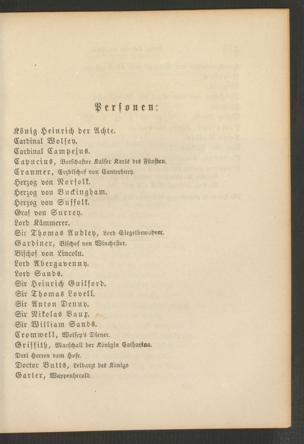 Personen:
König Heinrich der Achte.
Cardinal Wolsey.
Cardinal Campejus.
Capucius, Botschafter Kaiser Karls des Fünften.
Cranmer, Erzbischof von Canterbury.
Herzog von Norfolk.
Herzog von Buckingham.
Herzog von Suffolk.
Graf von Surrey.
Lord Kämmerer.
Sir Thomas Audley, Lord Siegelbewahrer.
Gardiner, Bischof von Winchester.
Bischof von Lincoln.
Lord Abergavenny.
Lord Sands.
Sir Heinrich Guilford.
Sir Thomas Lovell.
Sir Anton Denny.
Sir Nikolas Vaux.
Sir William Sands.
Cromwell, Wolsey's Diener.
Griffith, Marschall der Königin Catharina.
Drei Herren vom Hofe.
Doctor Butts, Leibarzt des Königs
Garter, Wappenherold.